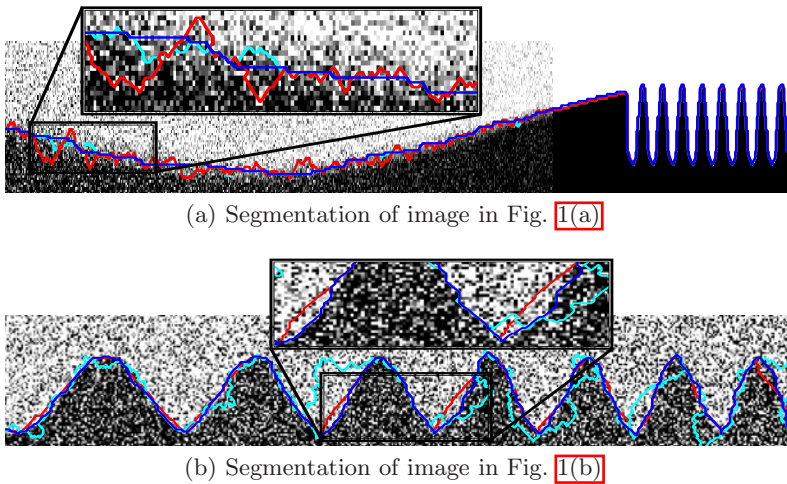 (a) Segmentation of image in Fig. 1(a)
(b) Segmentation of image in Fig. 1(b)